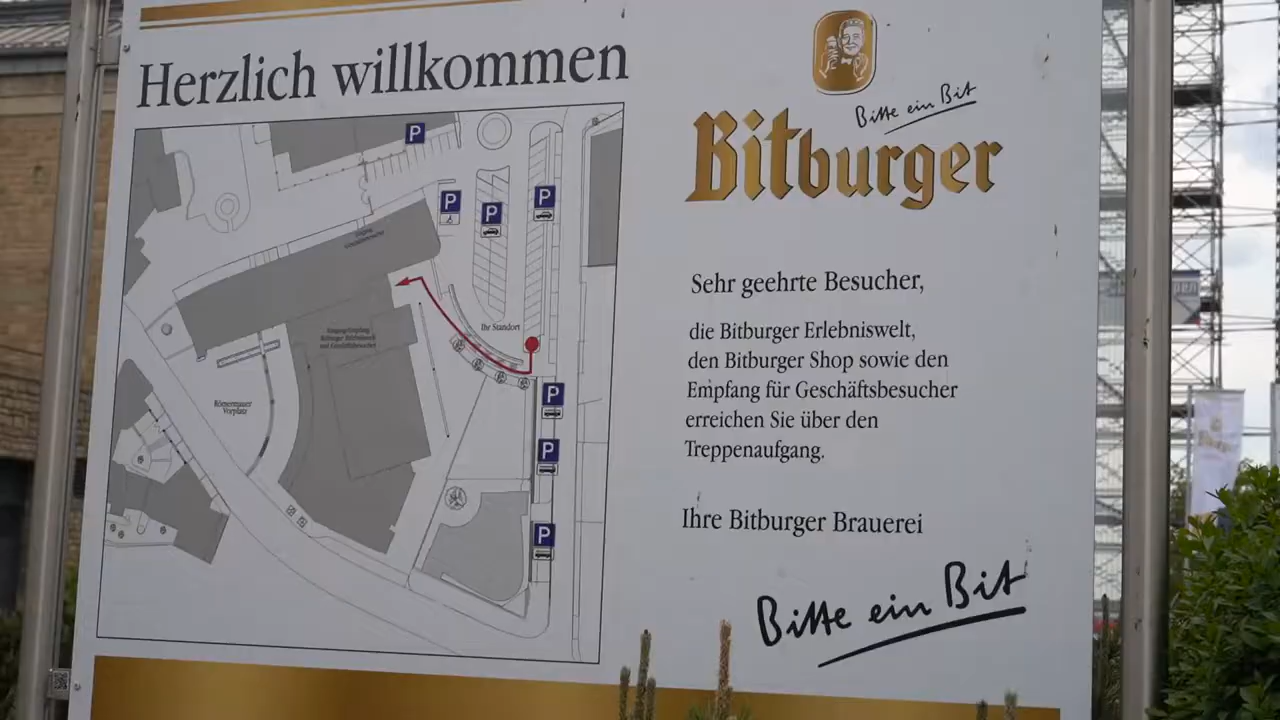 Herzlich willkommen
Bitte ein Bit
Bitburger
Sehr geehrte Besucher,
die Bitburger Erlebniswelt,
den Bitburger Shop sowie den
Empfang für Geschäftsbesucher
erreichen Sie über den
Treppenaufgang.
Ihre Bitburger Brauerei
Bitte ein Bit
P
P
P
P
Ihr Standort
P
P
P
Vorplatz